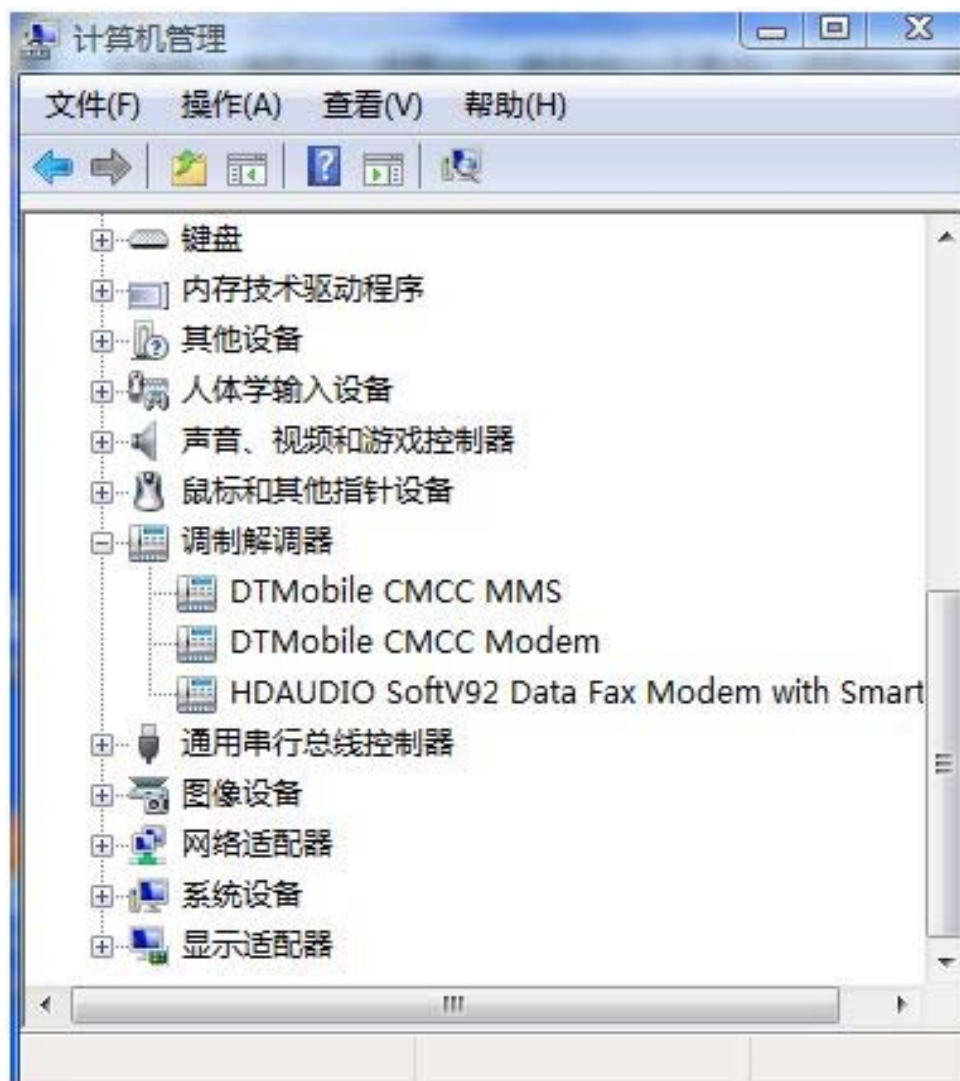 计算机管理
文件(F) 操作(A) 查看(V) 帮助(H)
键盘
内存技术驱动程序
其他设备
人体学输入设备
声音、视频和游戏控制器
鼠标和其他指针设备
调制解调器
DTMobile CMCC MMS
DTMobile CMCC Modem
HDAUDIO SoftV92 Data Fax Modem with Smart
通用串行总线控制器
图像设备
网络适配器
系统设备
显示适配器